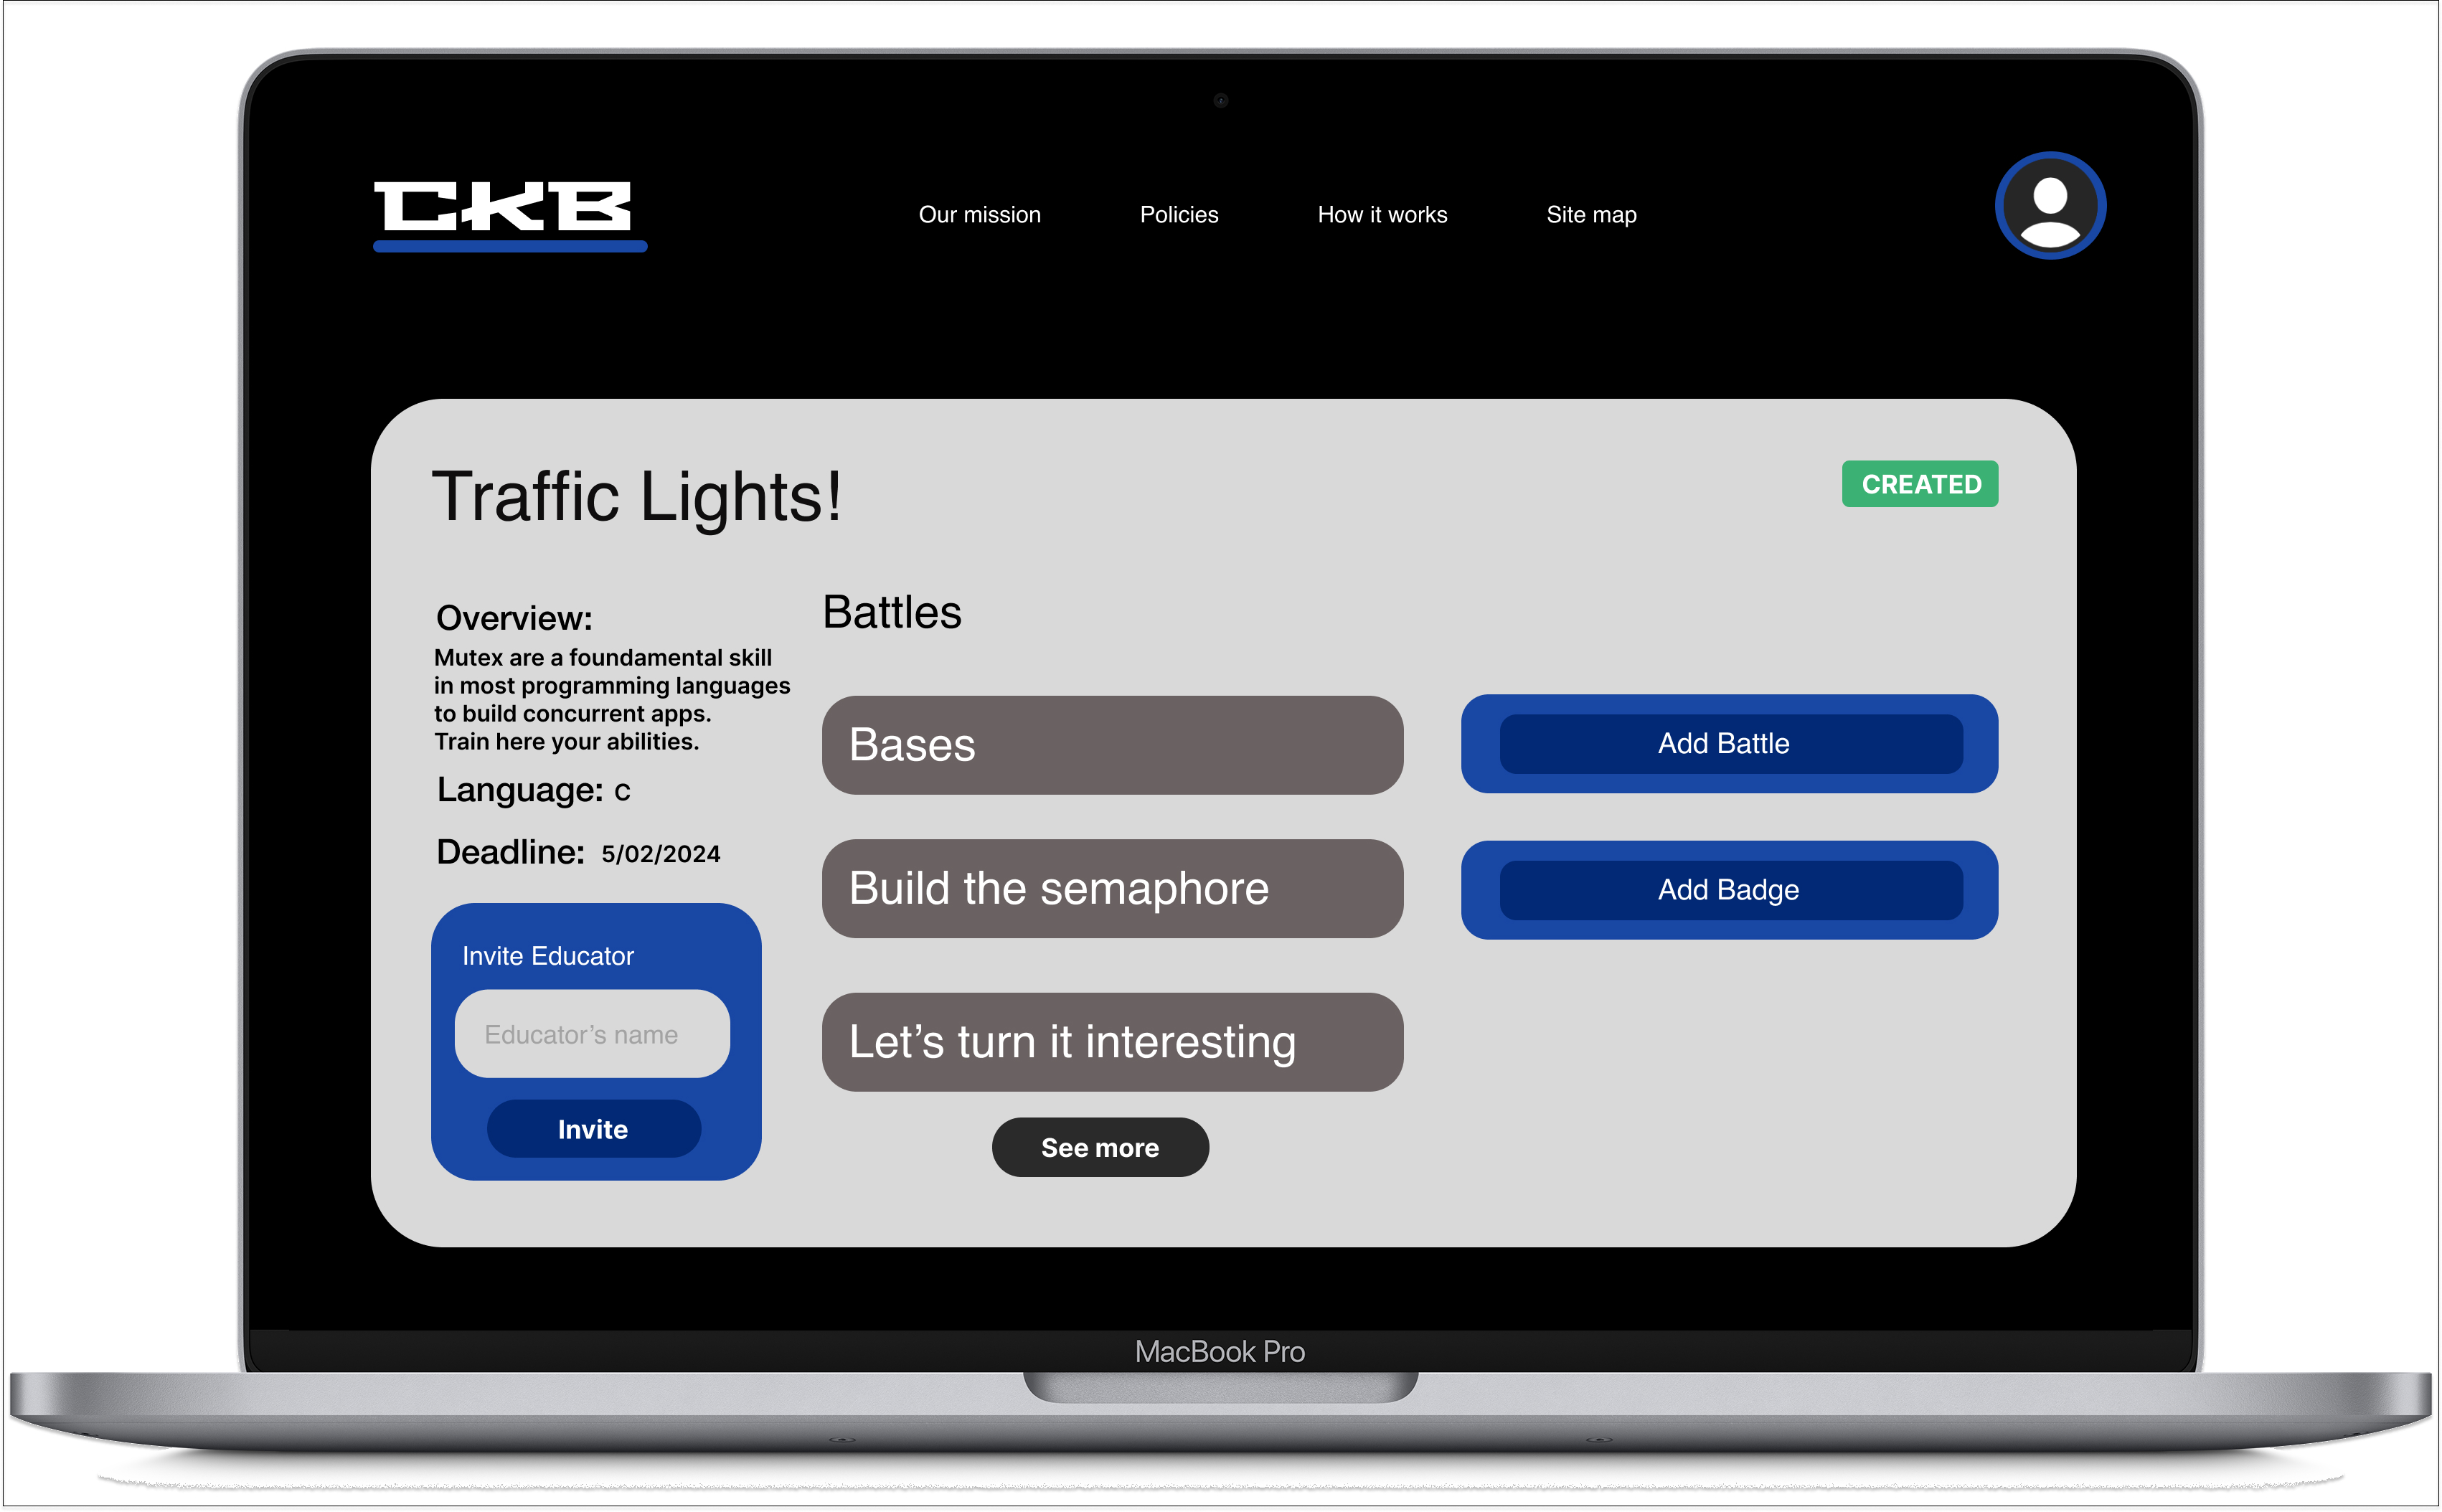 CKB
Our mission
Policies
How it works
Site map
Traffic Lights!
CREATED
Overview:
Mutex are a foundamental skill
in most programming languages
to build concurrent apps.
Train here your abilities.
Language: C
Deadline: 5/02/2024
Invite Educator
Educator’s name
Invite
Battles
Bases
Build the semaphore
Let’s turn it interesting
See more
Add Battle
Add Badge
MacBook Pro